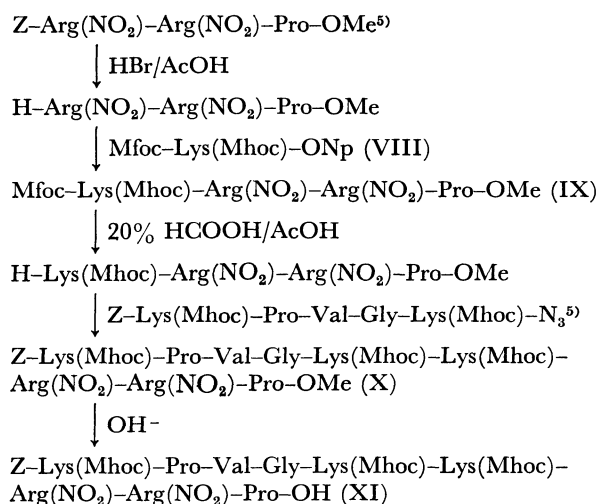 Z–Arg(NO₂)–Arg(NO₂)–Pro–OMe⁵⁾
HBr/AcOH
H–Arg(NO₂)–Arg(NO₂)–Pro–OMe
Mfoc–Lys(Mhoc)–ONp (VIII)
Mfoc–Lys(Mhoc)–Arg(NO₂)–Arg(NO₂)–Pro–OMe (IX)
20% HCOOH/AcOH
H–Lys(Mhoc)–Arg(NO₂)–Arg(NO₂)–Pro–OMe
Z–Lys(Mhoc)–Pro–Val–Gly–Lys(Mhoc)–N₃⁵⁾
Z–Lys(Mhoc)–Pro–Val–Gly–Lys(Mhoc)–Lys(Mhoc)–
Arg(NO₂)–Arg(NO₂)–Pro–OMe (X)
OH⁻
Z–Lys(Mhoc)–Pro–Val–Gly–Lys(Mhoc)–Lys(Mhoc)–
Arg(NO₂)–Arg(NO₂)–Pro–OH (XI)